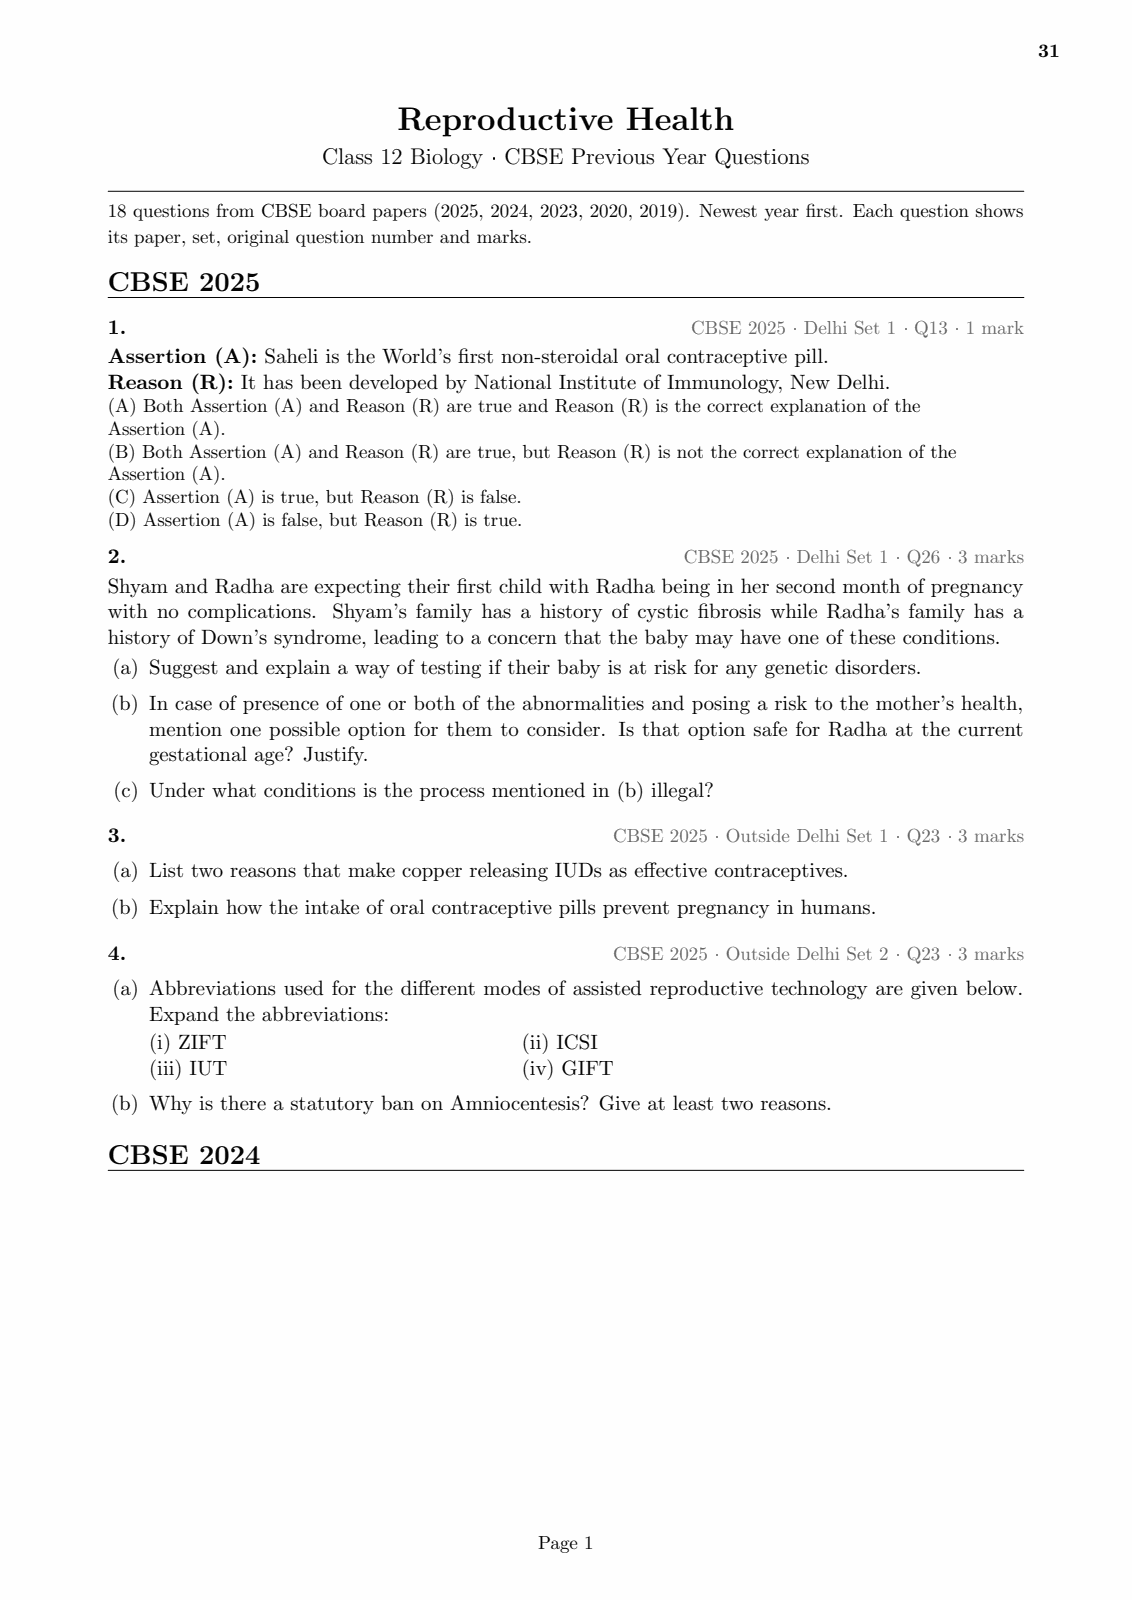 31
Reproductive Health
Class 12 Biology · CBSE Previous Year Questions
18 questions from CBSE board papers (2025, 2024, 2023, 2020, 2019). Newest year first. Each question shows
its paper, set, original question number and marks.
CBSE 2025
1. CBSE 2025 · Delhi Set 1 · Q13 · 1 mark
Assertion (A): Saheli is the World's first non-steroidal oral contraceptive pill.
Reason (R): It has been developed by National Institute of Immunology, New Delhi.
(A) Both Assertion (A) and Reason (R) are true and Reason (R) is the correct explanation of the
Assertion (A).
(B) Both Assertion (A) and Reason (R) are true, but Reason (R) is not the correct explanation of the
Assertion (A).
(C) Assertion (A) is true, but Reason (R) is false.
(D) Assertion (A) is false, but Reason (R) is true.
2. CBSE 2025 · Delhi Set 1 · Q26 · 3 marks
Shyam and Radha are expecting their first child with Radha being in her second month of pregnancy
with no complications. Shyam's family has a history of cystic fibrosis while Radha's family has a
history of Down's syndrome, leading to a concern that the baby may have one of these conditions.
(a) Suggest and explain a way of testing if their baby is at risk for any genetic disorders.
(b) In case of presence of one or both of the abnormalities and posing a risk to the mother's health,
mention one possible option for them to consider. Is that option safe for Radha at the current
gestational age? Justify.
(c) Under what conditions is the process mentioned in (b) illegal?
3. CBSE 2025 · Outside Delhi Set 1 · Q23 · 3 marks
(a) List two reasons that make copper releasing IUDs as effective contraceptives.
(b) Explain how the intake of oral contraceptive pills prevent pregnancy in humans.
4. CBSE 2025 · Outside Delhi Set 2 · Q23 · 3 marks
(a) Abbreviations used for the different modes of assisted reproductive technology are given below.
Expand the abbreviations:
(i) ZIFT (ii) ICSI
(iii) IUT (iv) GIFT
(b) Why is there a statutory ban on Amniocentesis? Give at least two reasons.
CBSE 2024
Page 1